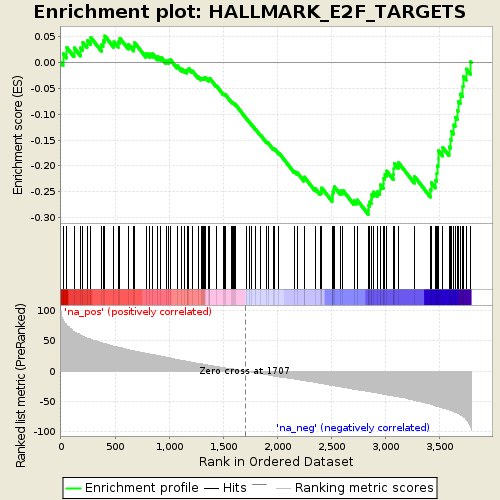 Enrichment plot: HALLMARK_E2F_TARGETS
Enrichment score (ES)
0.05
0.00
-0.05
-0.10
-0.15
-0.20
-0.25
-0.30
'na_pos' (positively correlated)
Ranked list metric (PreRanked)
100
50
0
-50
-100
Zero cross at 1707
'na_neg' (negatively correlated)
0
500
1,000
1,500
2,000
2,500
3,000
3,500
Rank in Ordered Dataset
Enrichment profile
Hits
Ranking metric scores